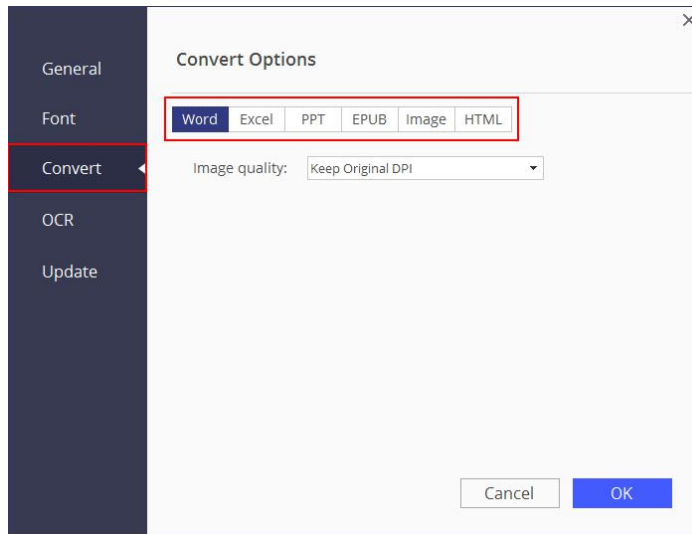 General
Font
Convert
OCR
Update
Convert Options
Word Excel PPT EPUB Image HTML
Image quality: Keep Original DPI
Cancel OK